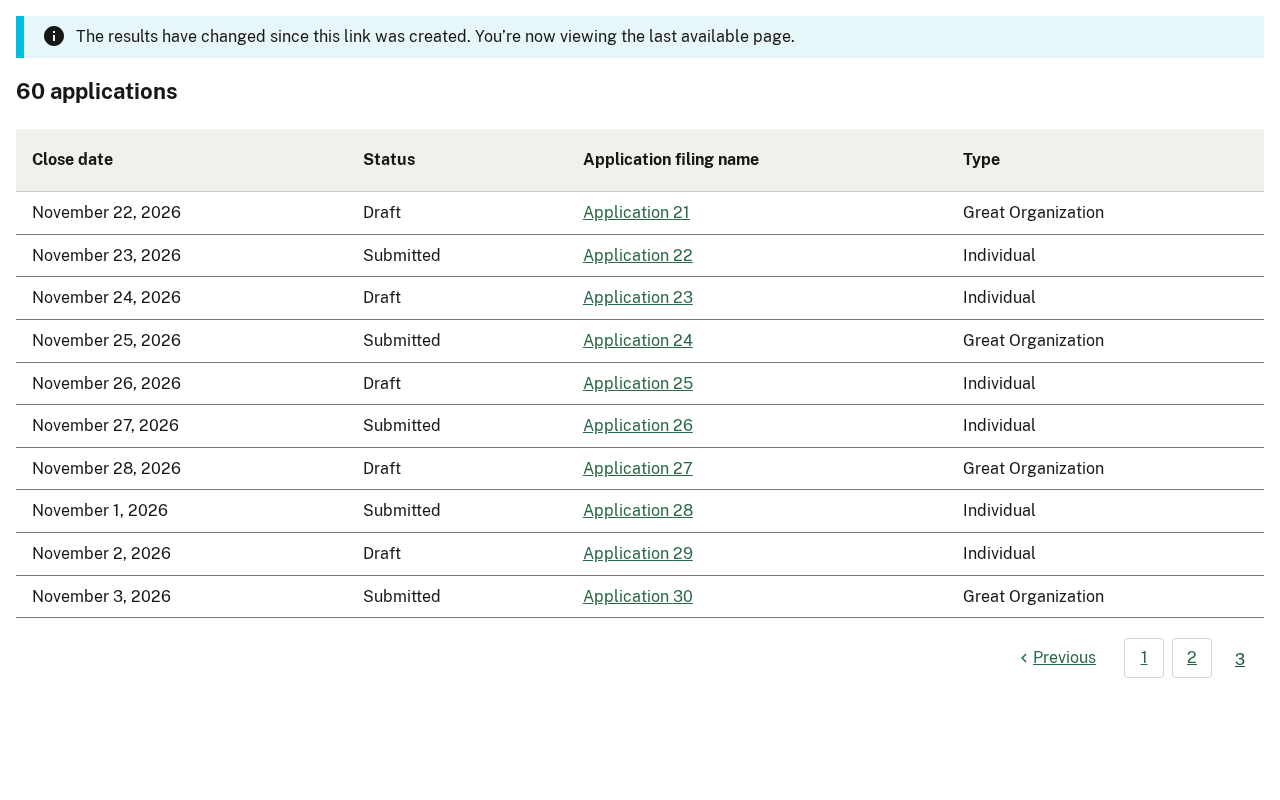 The results have changed since this link was created. You’re now viewing the last available page.
60 applications
Close date Status Application filing name Type
November 22, 2026 Draft Application 21 Great Organization
November 23, 2026 Submitted Application 22 Individual
November 24, 2026 Draft Application 23 Individual
November 25, 2026 Submitted Application 24 Great Organization
November 26, 2026 Draft Application 25 Individual
November 27, 2026 Submitted Application 26 Individual
November 28, 2026 Draft Application 27 Great Organization
November 1, 2026 Submitted Application 28 Individual
November 2, 2026 Draft Application 29 Individual
November 3, 2026 Submitted Application 30 Great Organization
Previous 1 2 3